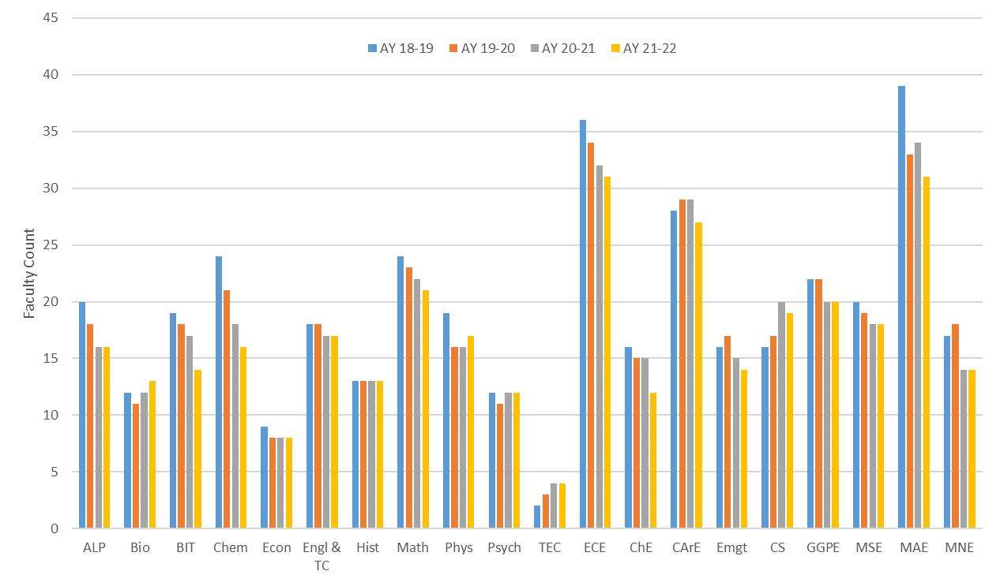 45
AY 18-19 AY 19-20 AY 20-21 AY 21-22
40
35
30
25
20
15
10
5
0
Faculty Count
ALP Bio BIT Chem Econ Engl & Hist Math Phys Psych TEC ECE ChE CArE Emgt CS GGPE MSE MAE MNE
TC